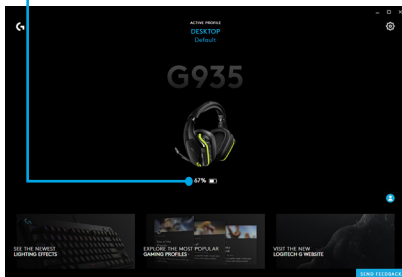 ACTIVE PROFILE
DESKTOP
Default
G935
67%
SEE THE NEWEST
LIGHTING EFFECTS
EXPLORE THE MOST POPULAR
GAMING PROFILES
VISIT THE NEW
LOGITECH G WEBSITE
SEND FEEDBACK